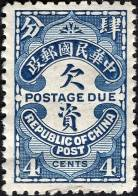 分 肆
政郵國民華中
欠
POSTAGE DUE
資
REPUBLIC OF CHINA
POST
4 CENTS 4